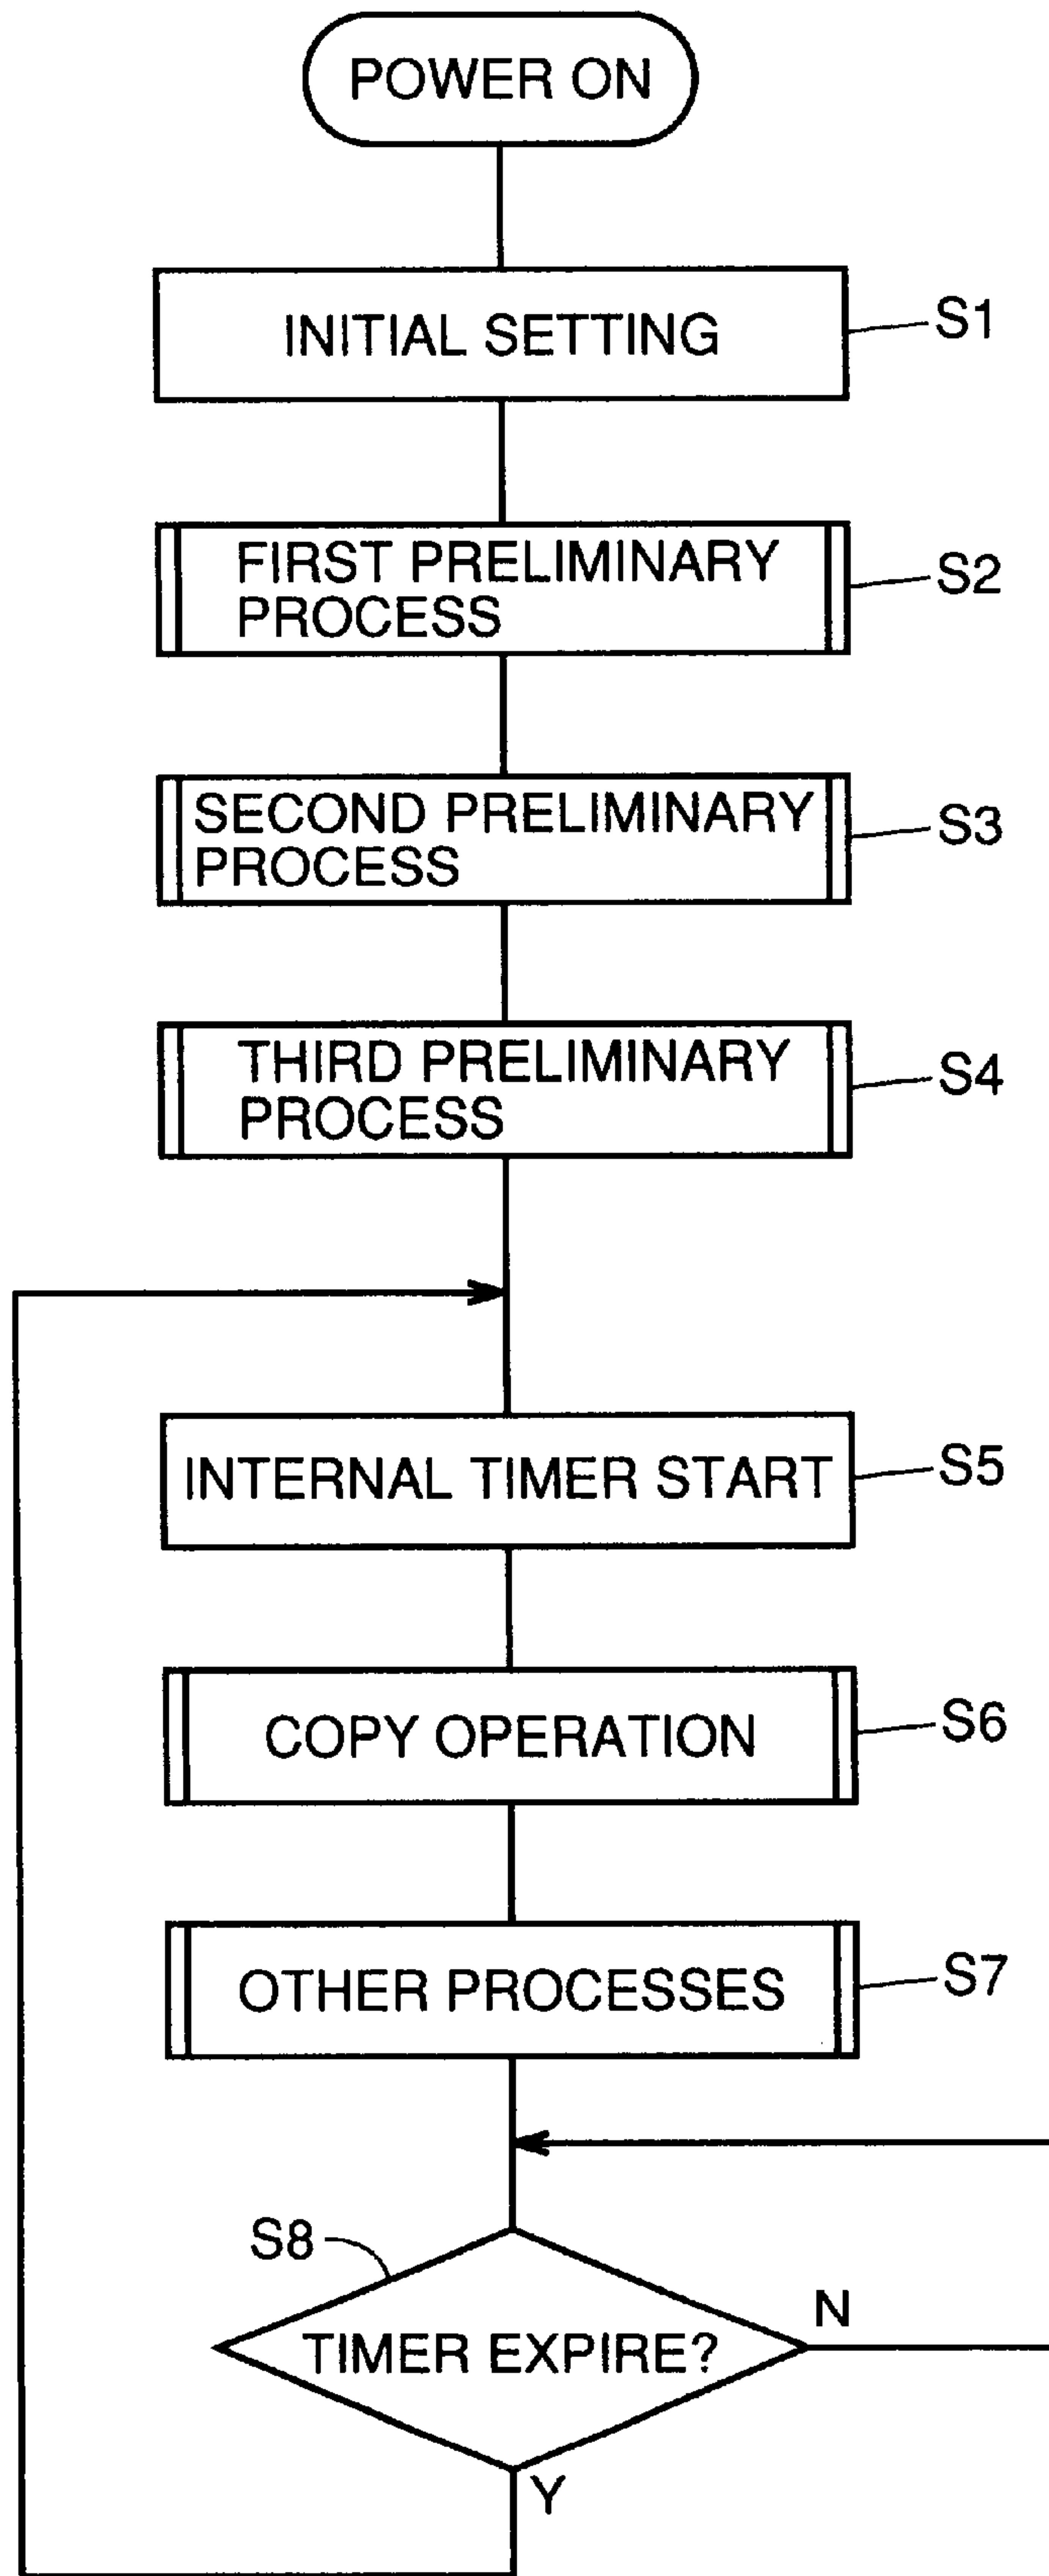 POWER ON
INITIAL SETTING
S1
FIRST PRELIMINARY
PROCESS
S2
SECOND PRELIMINARY
PROCESS
S3
THIRD PRELIMINARY
PROCESS
S4
INTERNAL TIMER START
S5
COPY OPERATION
S6
OTHER PROCESSES
S7
S8
TIMER EXPIRE?
N
Y